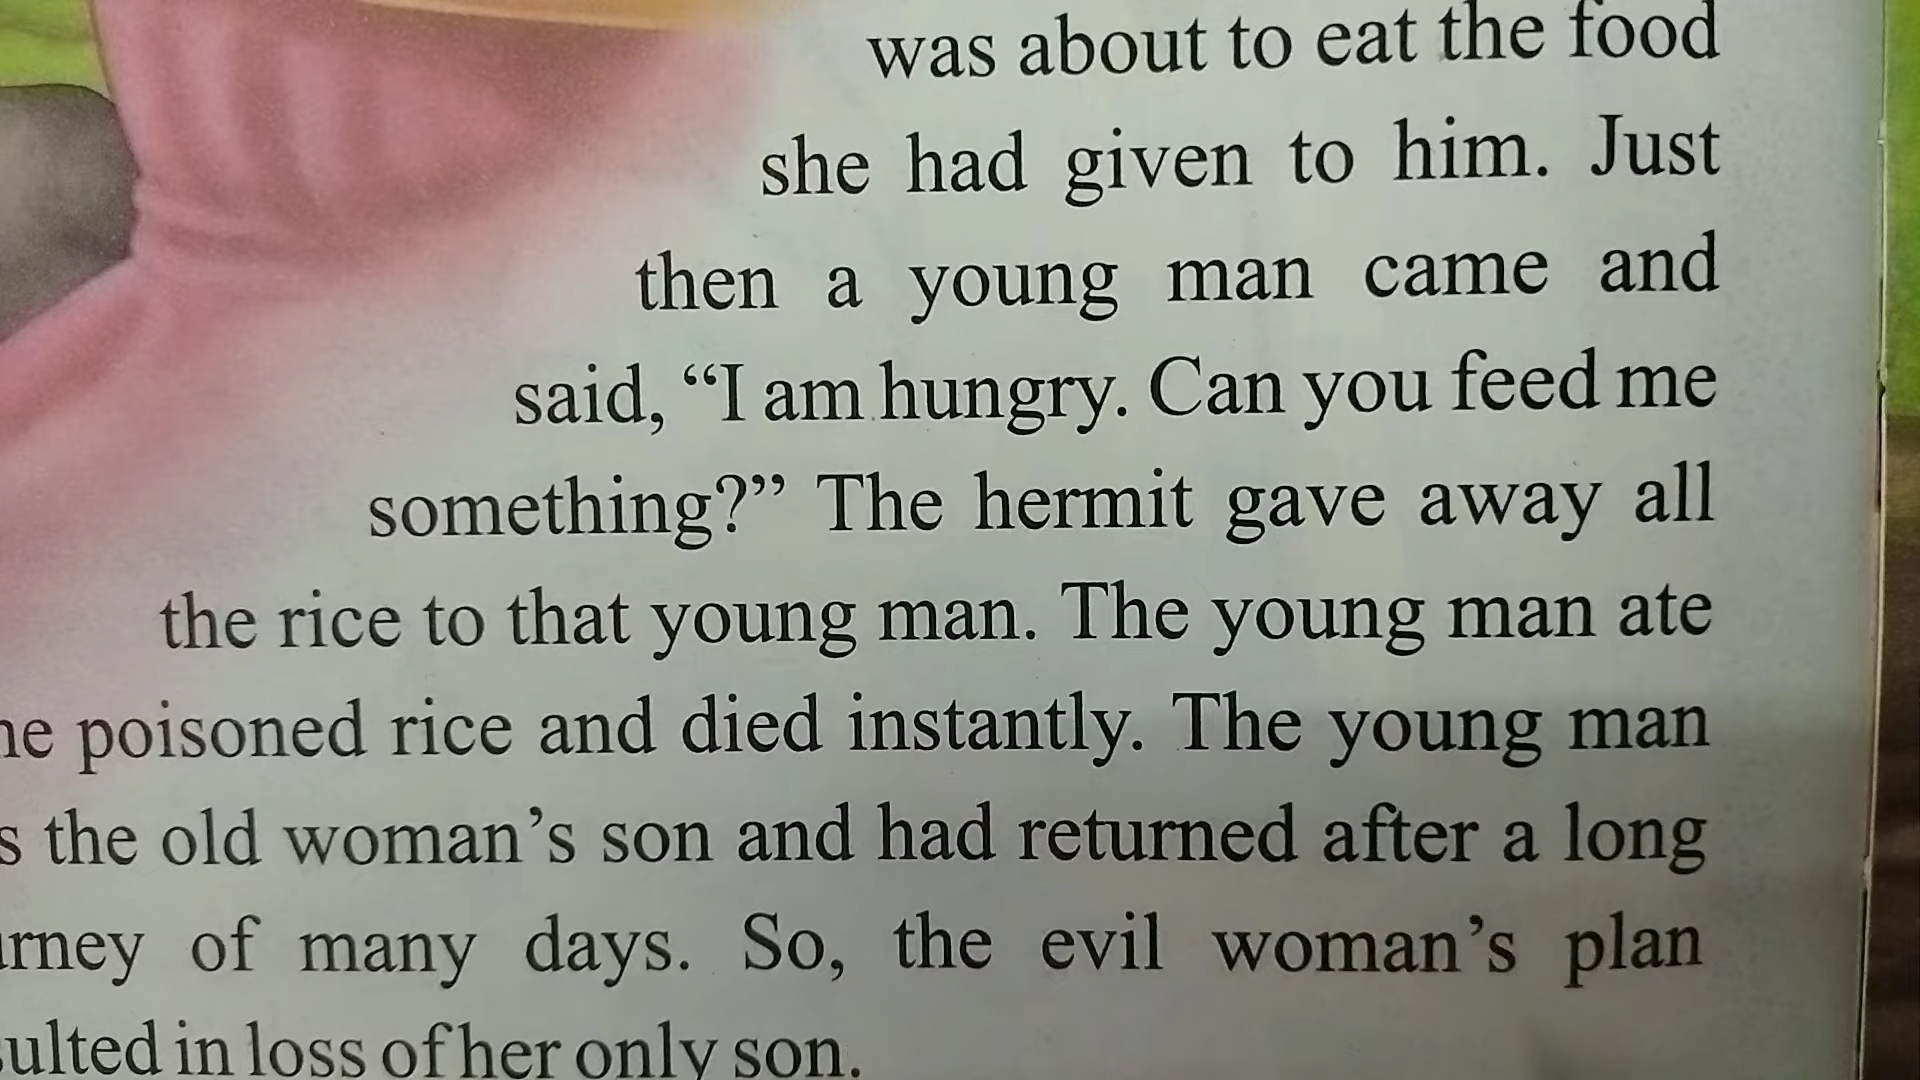 was about to eat the food
she had given to him. Just
then a young man came and
said, “I am hungry. Can you feed me
something?” The hermit gave away all
the rice to that young man. The young man ate
poisoned rice and died instantly. The young man
the old woman’s son and had returned after a long
of many days. So, the evil woman’s plan
in loss of her only son.